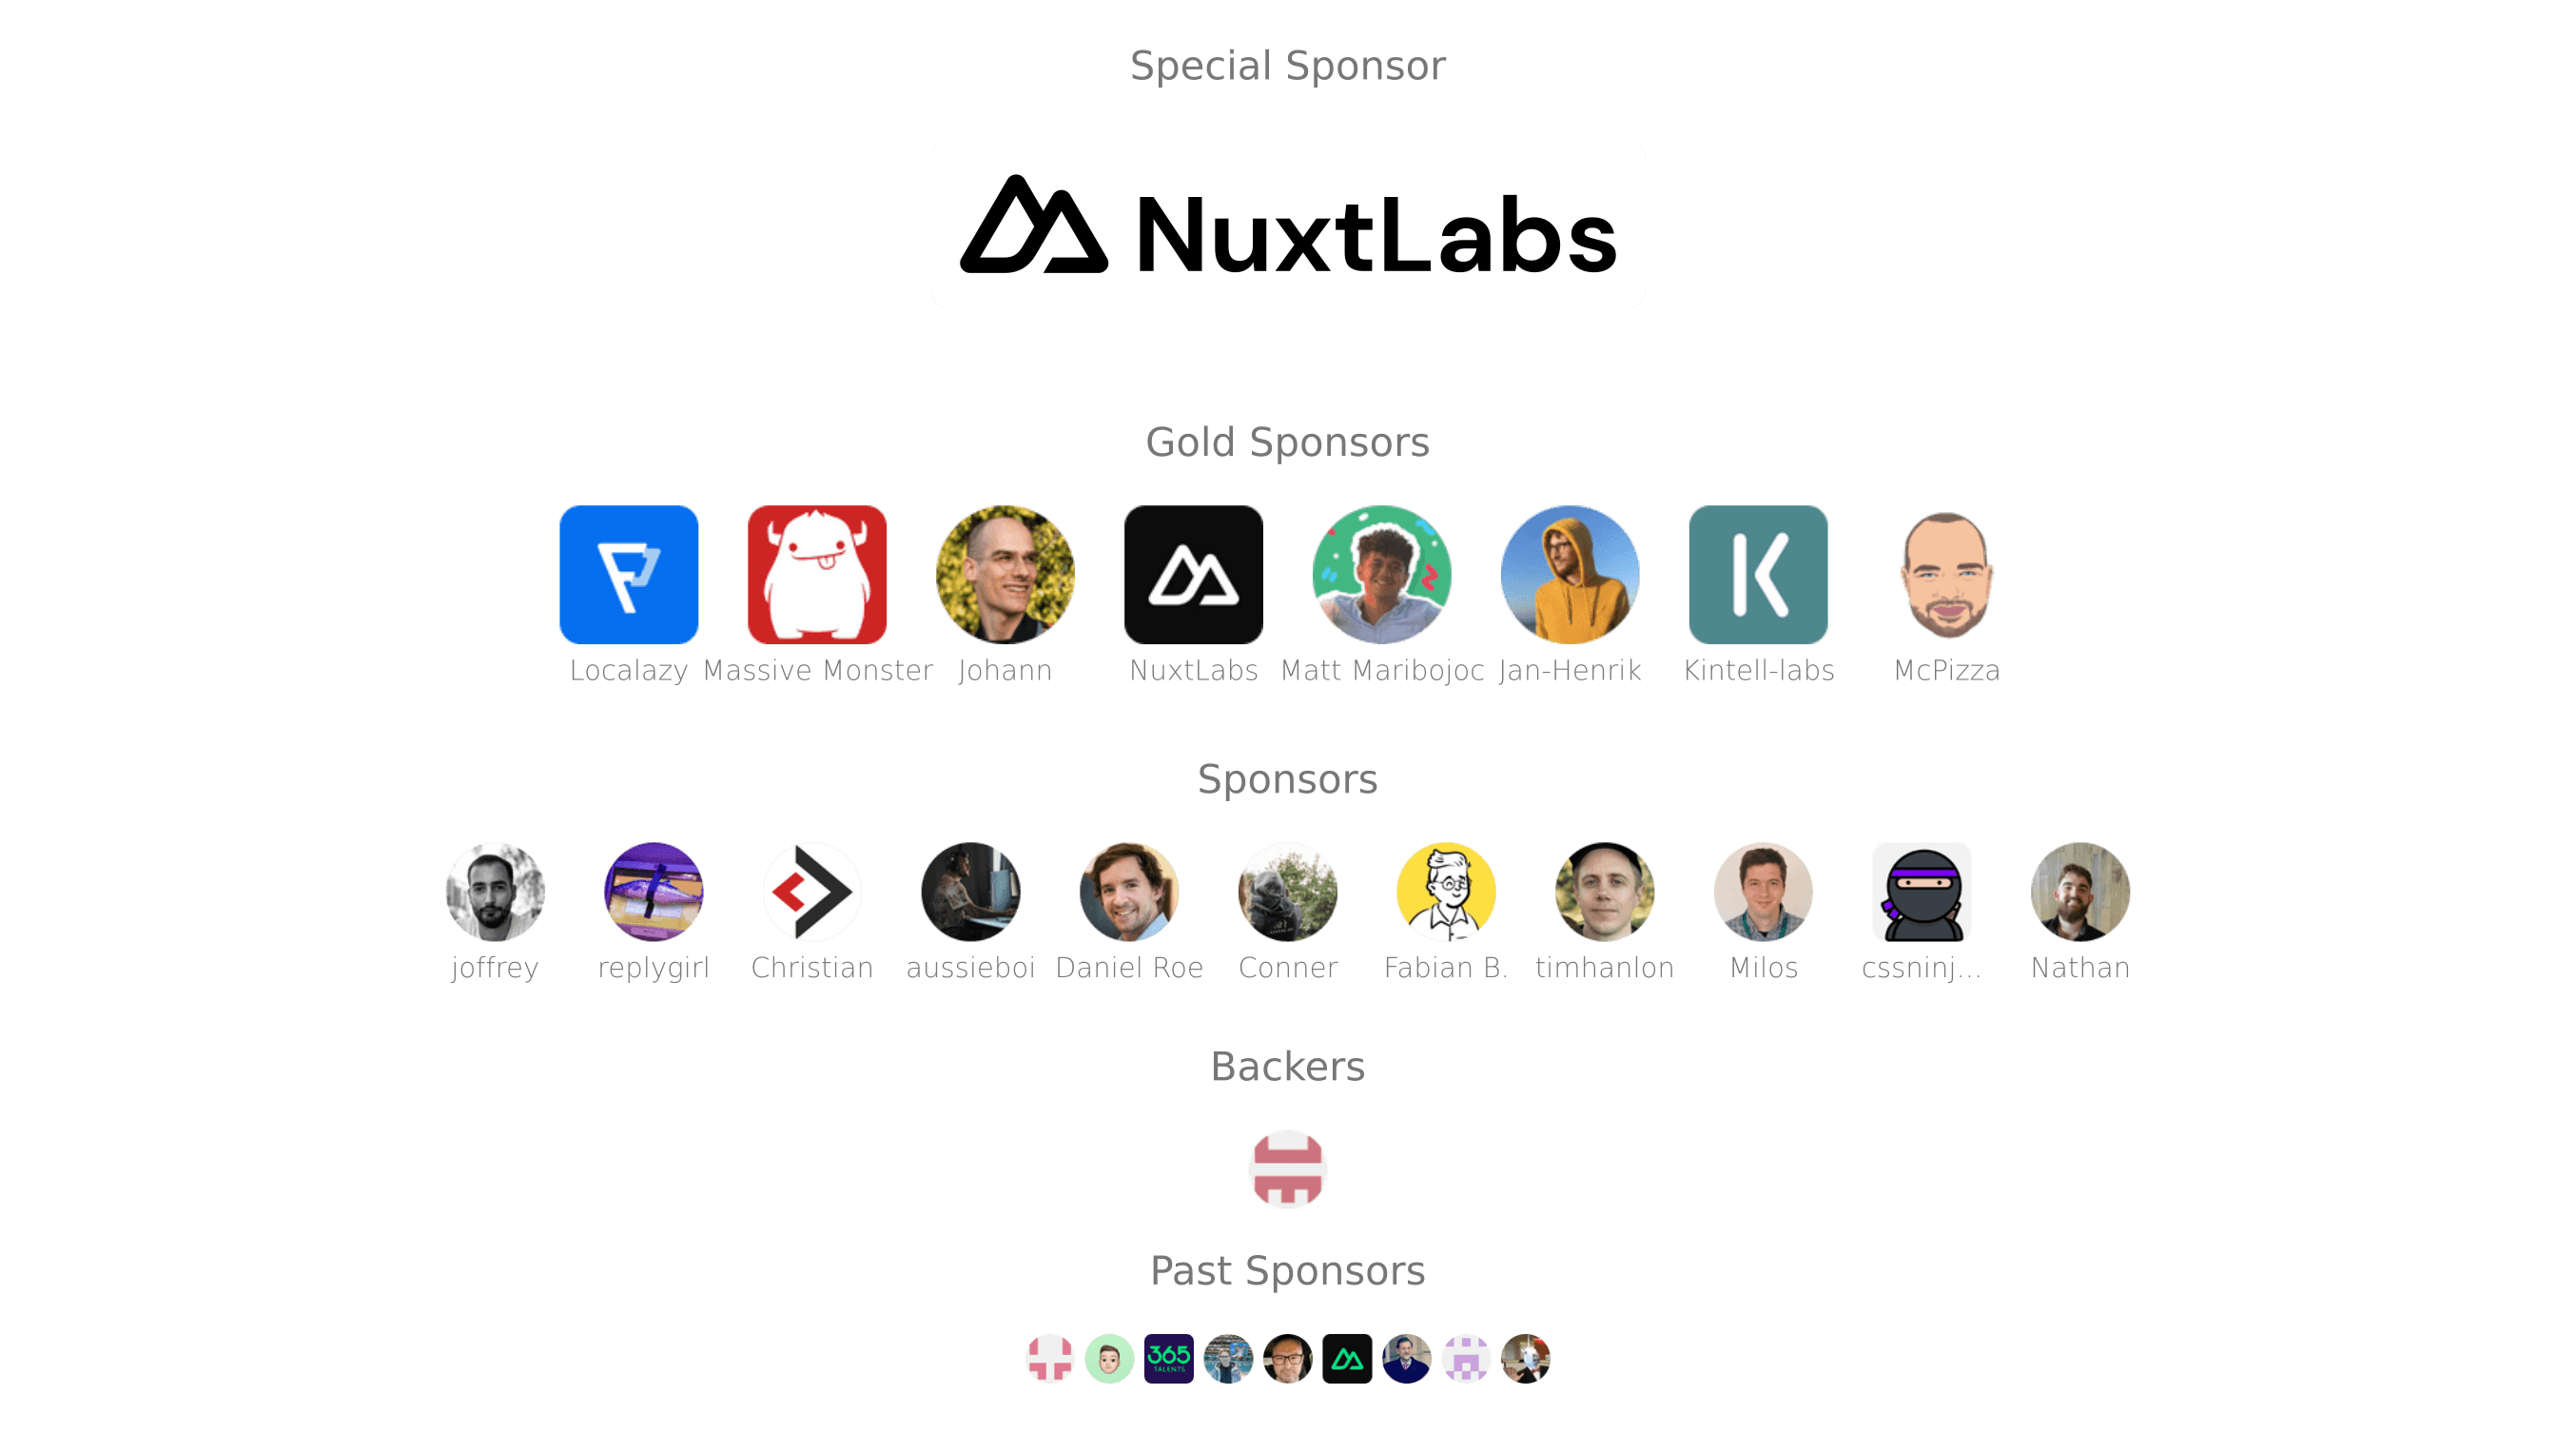 Special Sponsor
NuxtLabs
Gold Sponsors
Localazy Massive Monster Johann NuxtLabs Matt Maribojoc Jan-Henrik Kintell-labs McPizza
Sponsors
joffrey replygirl Christian aussieboi Daniel Roe Conner Fabian B. timhanlon Milos cssninj... Nathan
Backers
Past Sponsors
365
TALENTS